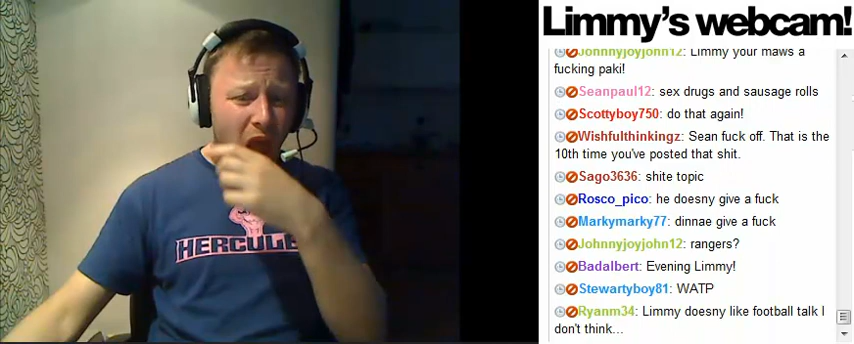 Limmy's webcam!
Johnnyjoyjohn12: Limmy your maws a
fucking paki!
Seanpaul12: sex drugs and sausage rolls
Scottyboy750: do that again!
Wishfulthinkingz: Sean fuck off. That is the
10th time you've posted that shit.
Sago3636: shite topic
Rosco_pico: he doesny give a fuck
Markymarky77: dinnae give a fuck
Johnnyjoyjohn12: rangers?
Badalbert: Evening Limmy!
Stewartyboy81: WATP
Ryanm34: Limmy doesny like football talk I
don't think...
HERCULE